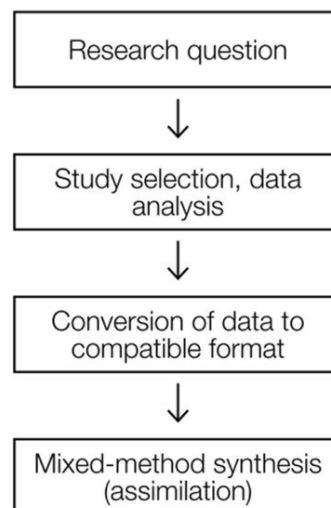 Research question
Study selection, data
analysis
Conversion of data to
compatible format
Mixed-method synthesis
(assimilation)